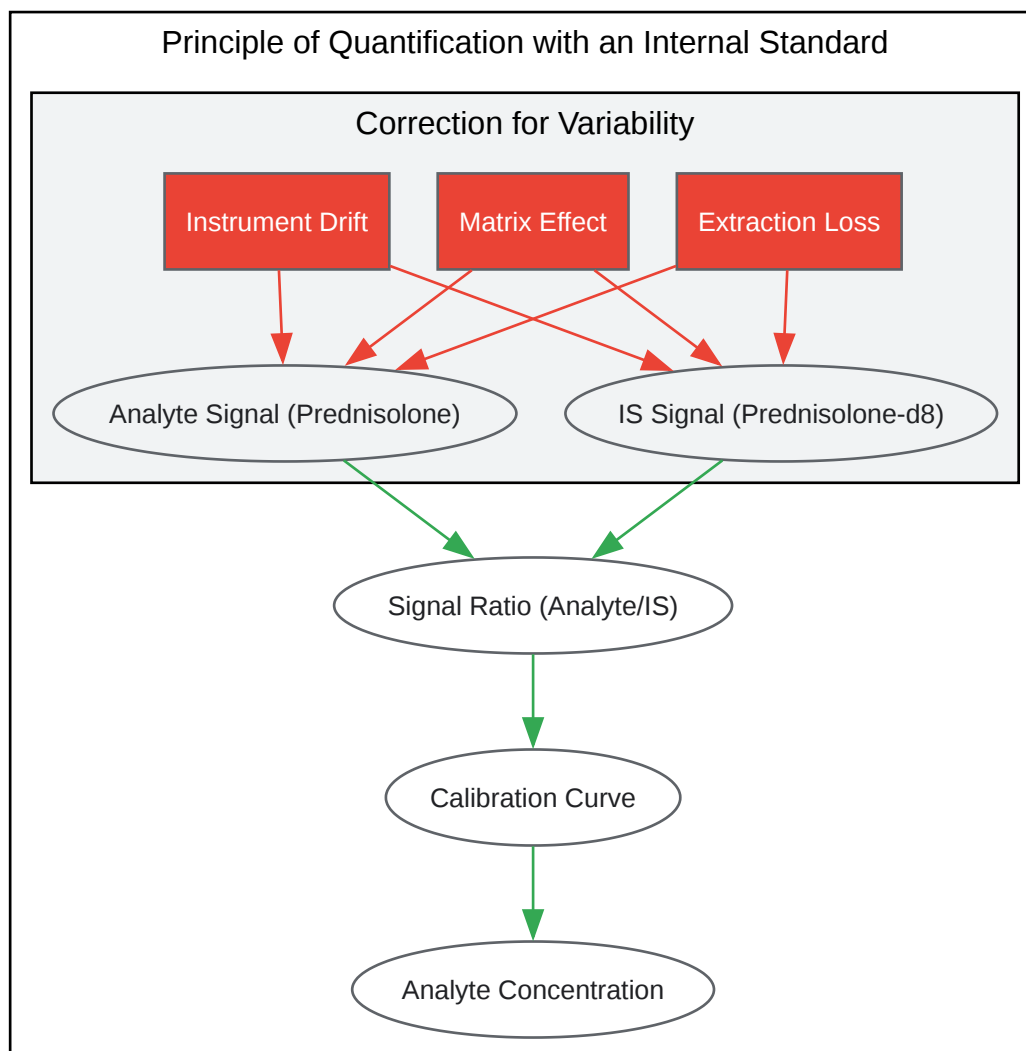 Principle of Quantification with an Internal Standard
Correction for Variability
Instrument Drift
Matrix Effect
Extraction Loss
Analyte Signal (Prednisolone)
IS Signal (Prednisolone-d8)
Signal Ratio (Analyte/IS)
Calibration Curve
Analyte Concentration